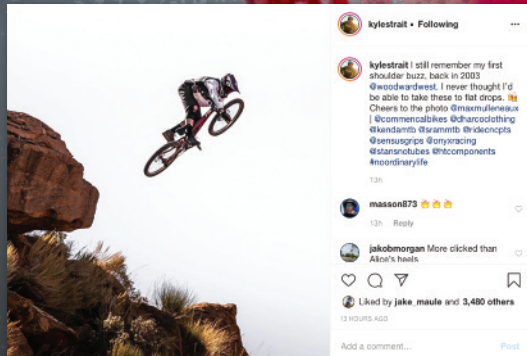 kylestrait • Following
kylestrait I still remember my first
shoulder buzz, back in 2003
@woodwardwest, I never thought I'd
be able to take these to flat drops.
Cheers to the photo @maxmulleneaux
| @commencalbikes @dharcoclothing
@kendamtb @srammtb @ridecncpts
@sensusgrips @onyxracing
@stansnotubes @htcomponents
#noordinarylife
13h
masson873 🔥🔥🔥
13h Reply
jakobmorgan More clicked than
Alice's heels
Liked by jake_maule and 3,480 others
13 HOURS AGO
Add a comment... Post